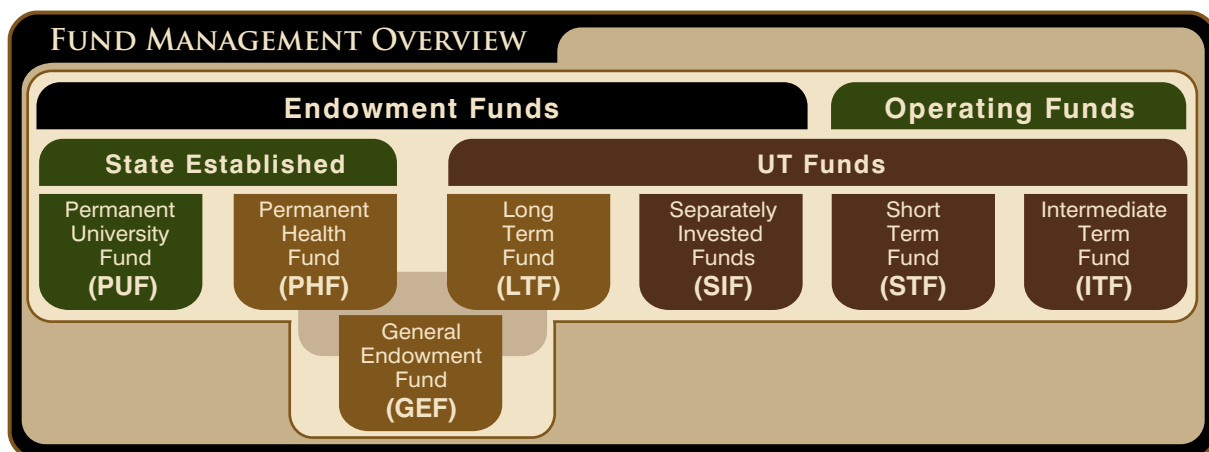 FUND MANAGEMENT OVERVIEW
Endowment Funds
Operating Funds
State Established
UT Funds
Permanent
University
Fund
(PUF)
Permanent
Health
Fund
(PHF)
Long
Term
Fund
(LTF)
Separately
Invested
Funds
(SIF)
Short
Term
Fund
(STF)
Intermediate
Term
Fund
(ITF)
General
Endowment
Fund
(GEF)